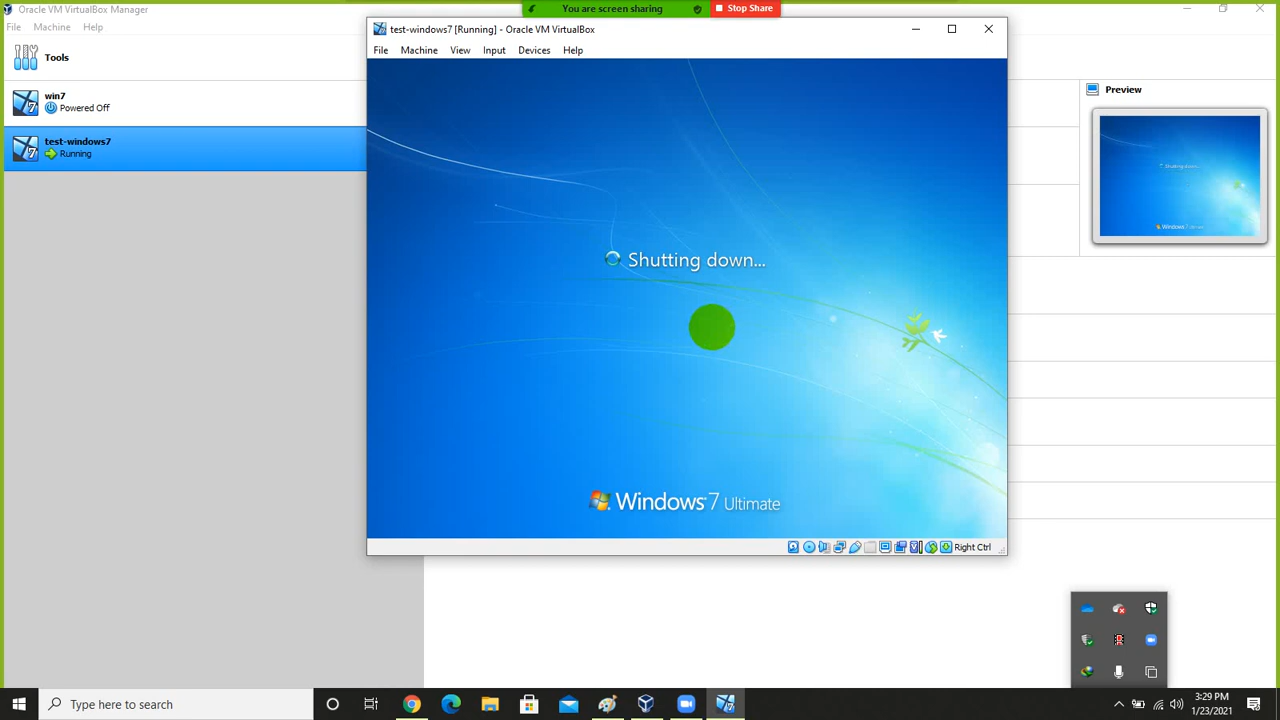 Oracle VM VirtualBox Manager
You are screen sharing
Stop Share
File Machine Help
test-windows7 [Running] - Oracle VM VirtualBox
File Machine View Input Devices Help
Tools
win7
Powered Off
test-windows7
Running
Preview
Shutting down...
Windows 7 Ultimate
Right Ctrl
Type here to search
3:29 PM
1/23/2021